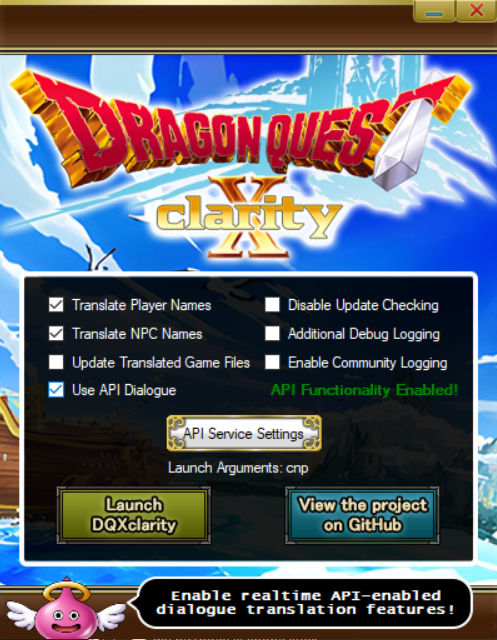 DRAGON QUEST
X
clarity
Translate Player Names
Disable Update Checking
Translate NPC Names
Additional Debug Logging
Update Translated Game Files
Enable Community Logging
Use API Dialogue
API Functionality Enabled!
API Service Settings
Launch Arguments: cnp
Launch
DQXclarity
View the project
on GitHub
Enable realtime API-enabled
dialogue translation features!